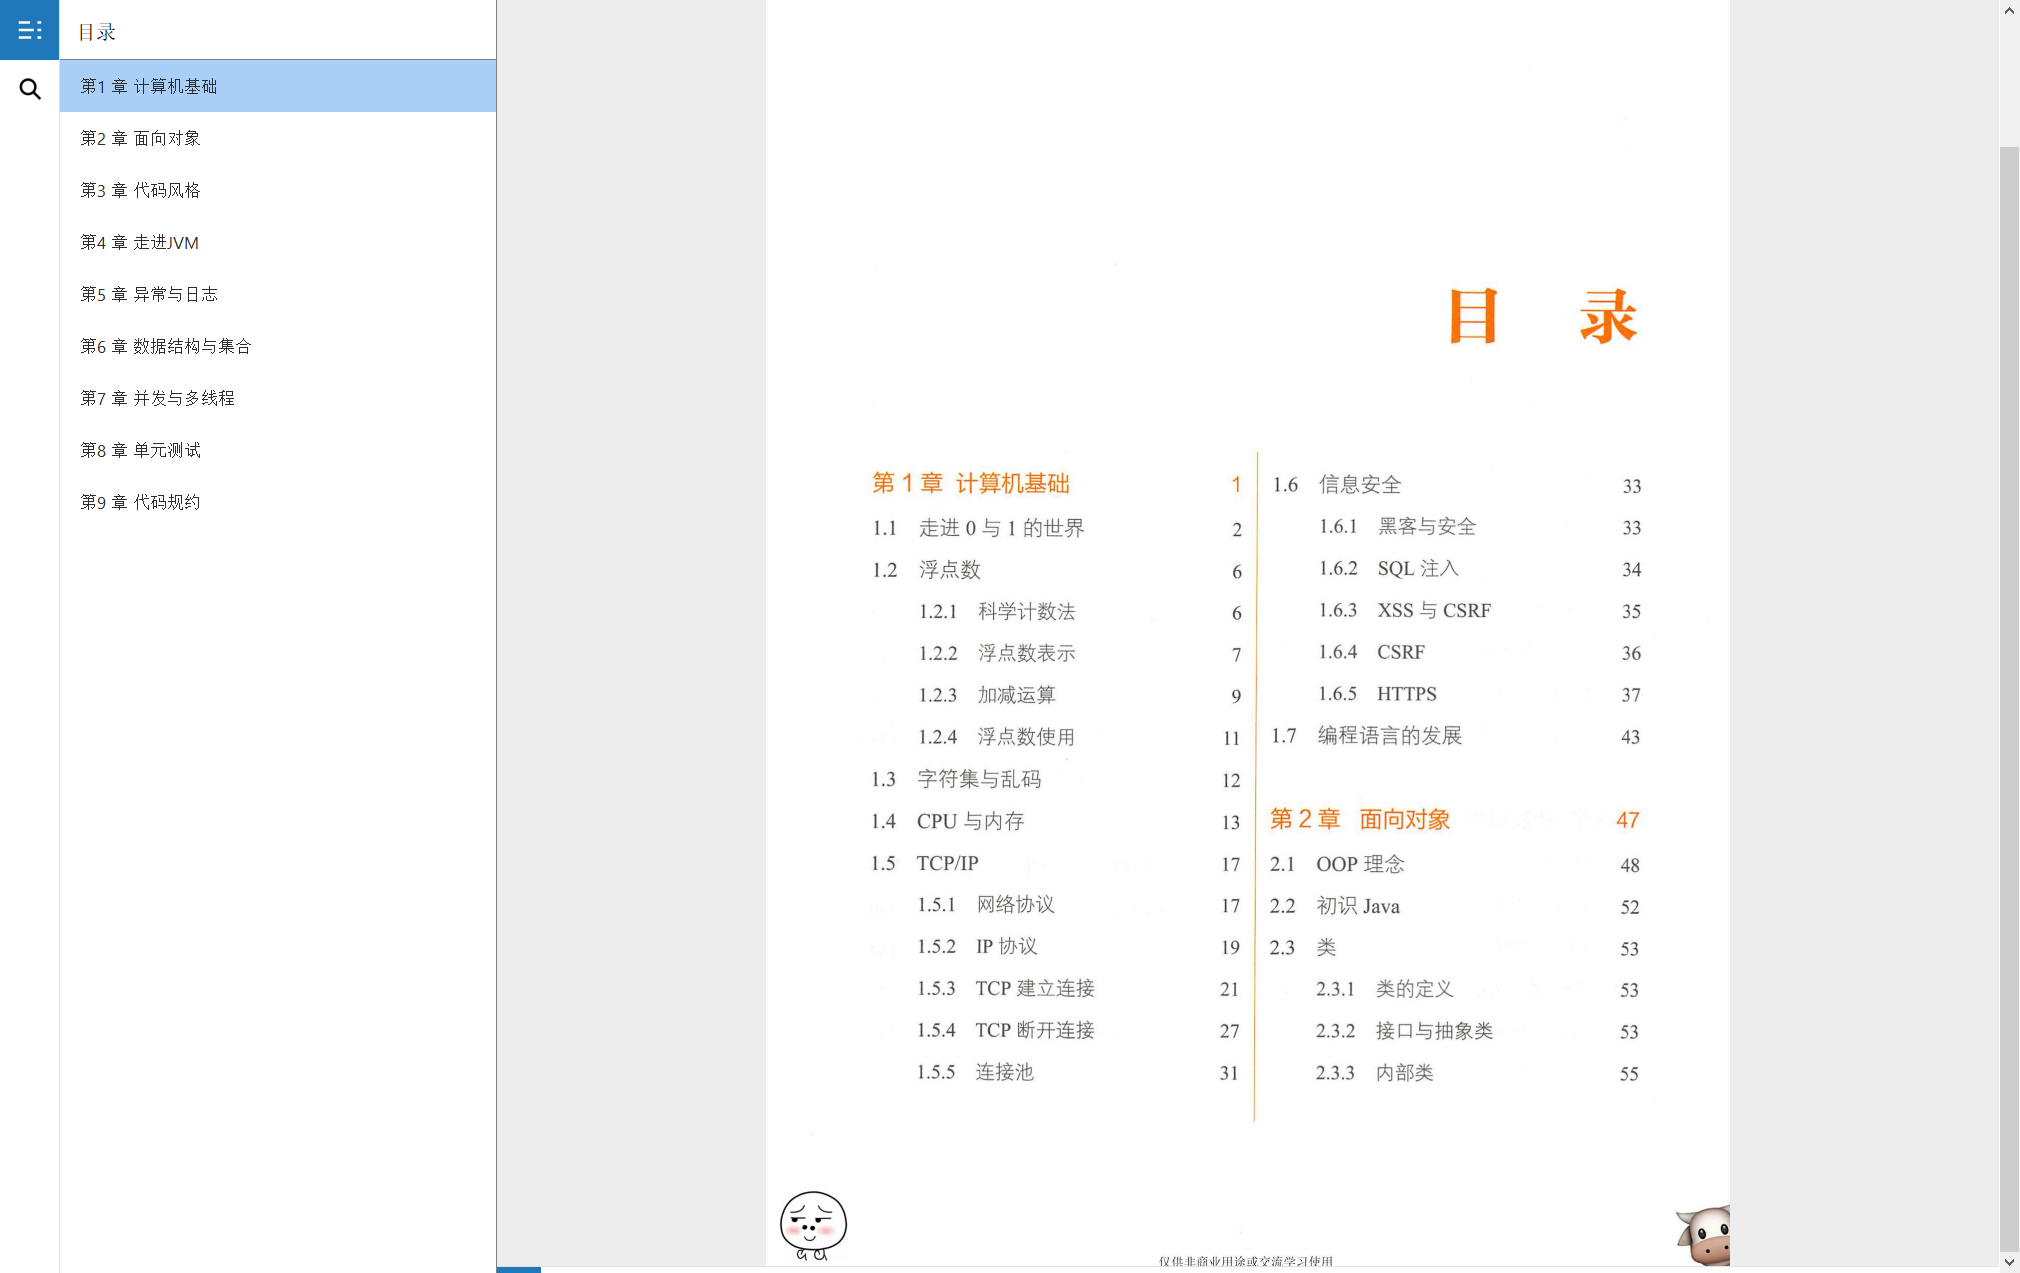 目录
第1 章 计算机基础
第2 章 面向对象
第3 章 代码风格
第4 章 走进JVM
第5 章 异常与日志
第6 章 数据结构与集合
第7 章 并发与多线程
第8 章 单元测试
第9 章 代码规约
目 录
第 1 章 计算机基础 1
1.1 走进 0 与 1 的世界 2
1.2 浮点数 6
1.2.1 科学计数法 6
1.2.2 浮点数表示 7
1.2.3 加减运算 9
1.2.4 浮点数使用 11
1.3 字符集与乱码 12
1.4 CPU 与内存 13
1.5 TCP/IP 17
1.5.1 网络协议 17
1.5.2 IP 协议 19
1.5.3 TCP 建立连接 21
1.5.4 TCP 断开连接 27
1.5.5 连接池 31
1.6 信息安全 33
1.6.1 黑客与安全 33
1.6.2 SQL 注入 34
1.6.3 XSS 与 CSRF 35
1.6.4 CSRF 36
1.6.5 HTTPS 37
1.7 编程语言的发展 43
第 2 章 面向对象 47
2.1 OOP 理念 48
2.2 初识 Java 52
2.3 类 53
2.3.1 类的定义 53
2.3.2 接口与抽象类 53
2.3.3 内部类 55
仅供非商业用途或交流学习使用